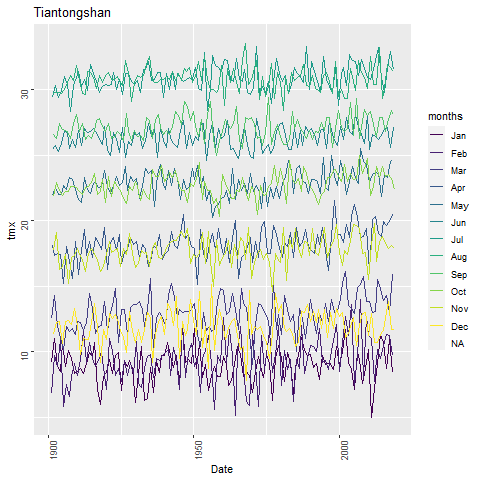 Tiantongshan
30
20
10
tmx
1900
1950
2000
Date
months
Jan
Feb
Mar
Apr
May
Jun
Jul
Aug
Sep
Oct
Nov
Dec
NA